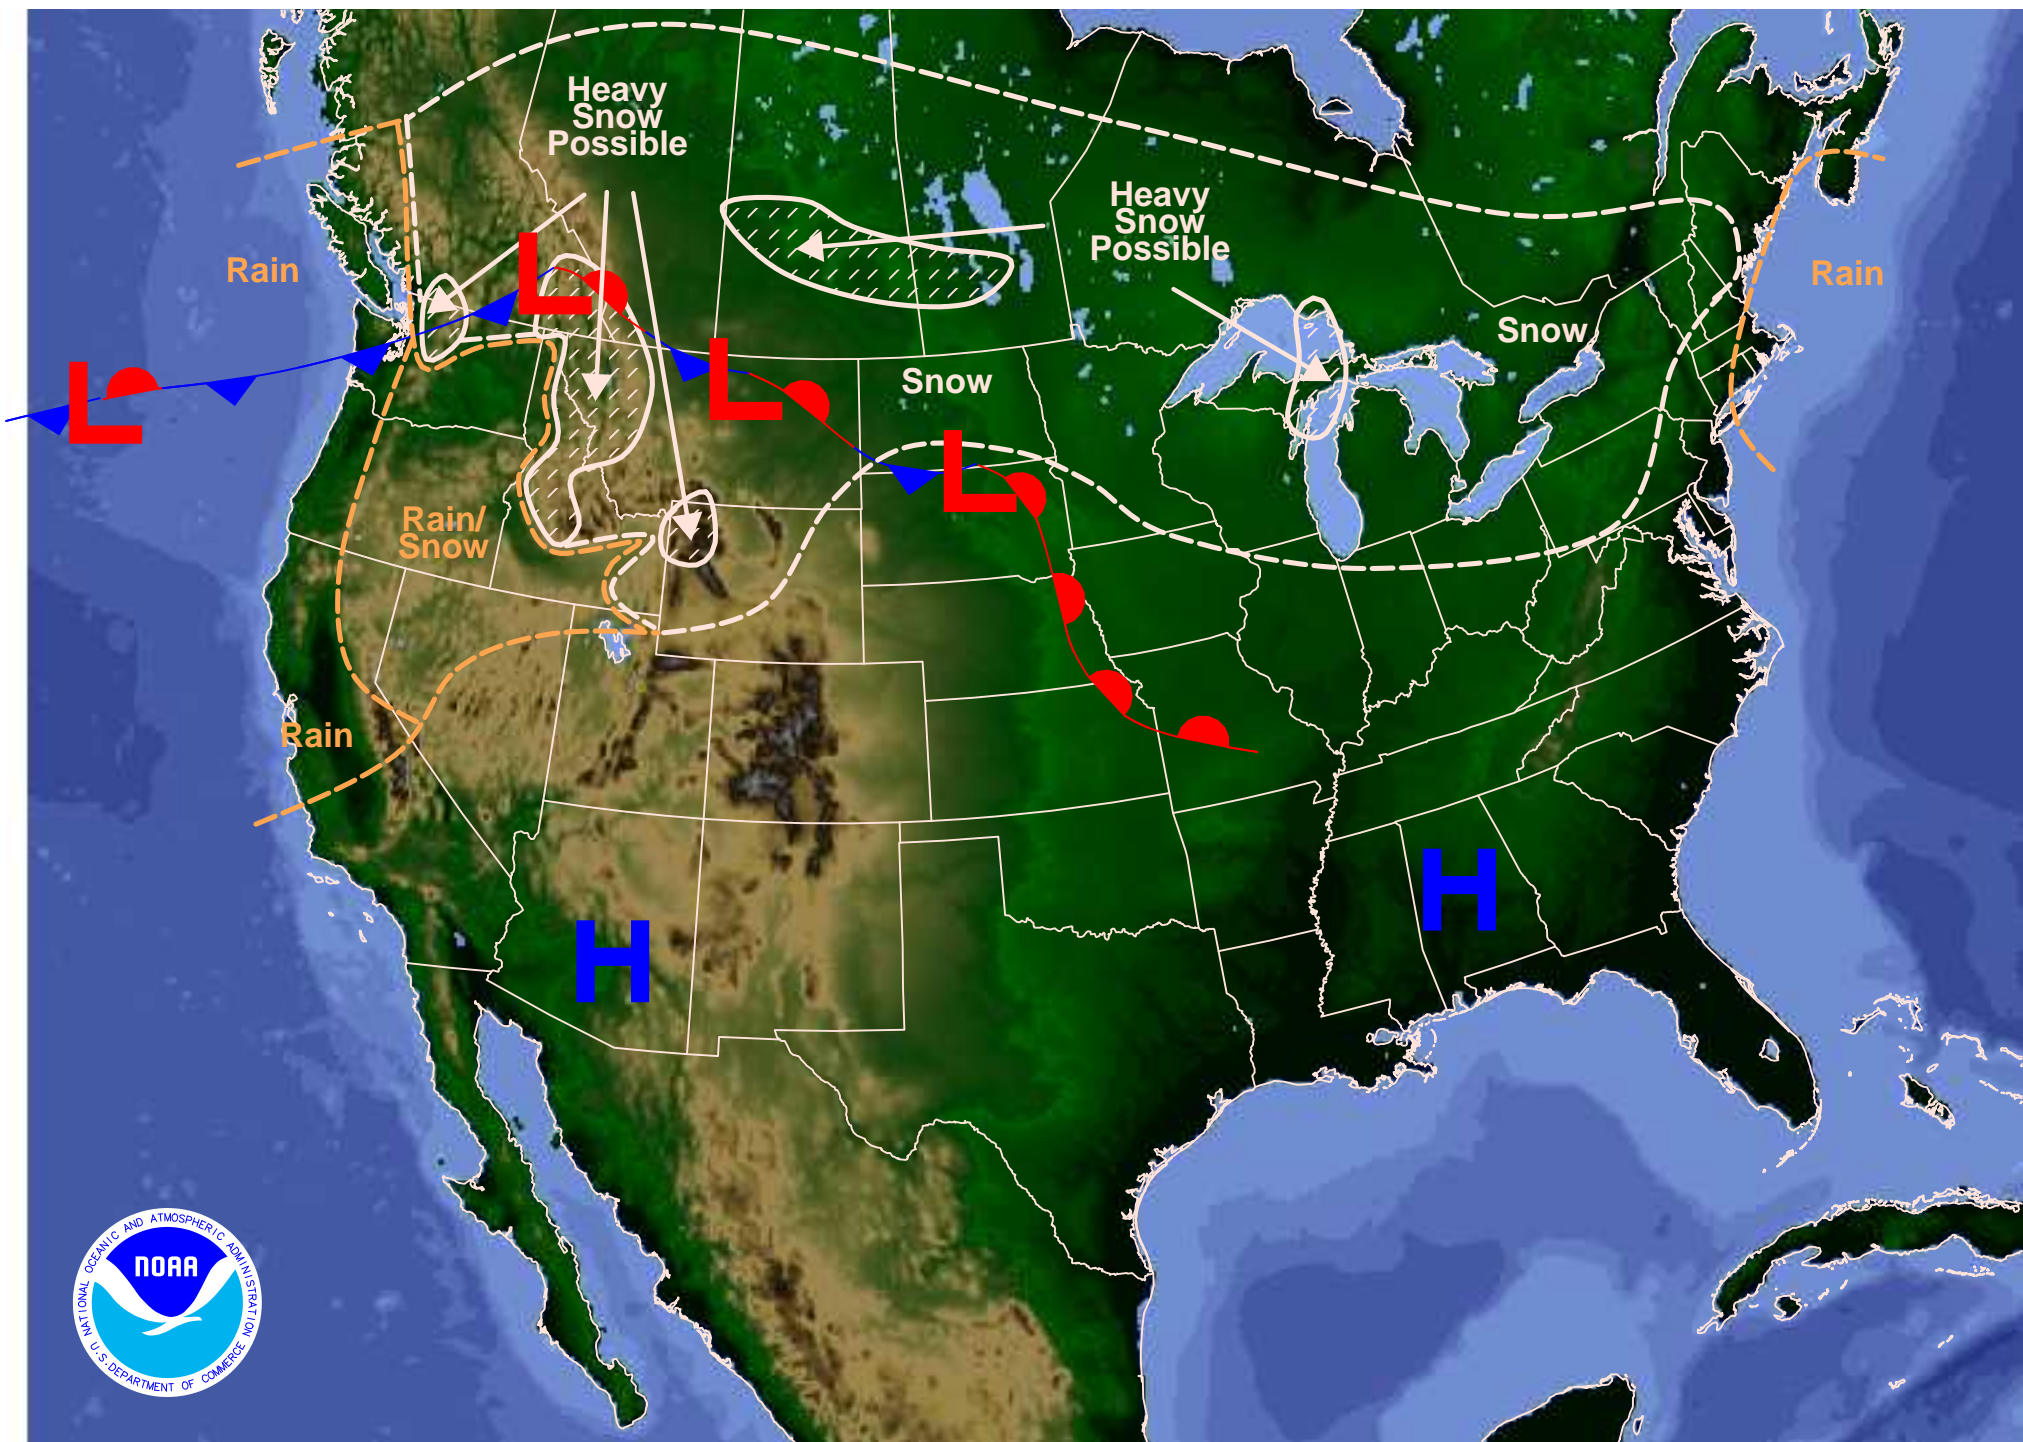 Heavy
Snow
Possible
Heavy
Snow
Possible
Rain
L
Rain
Snow
L
L
Snow
L
L
Rain/
Snow
Rain
H
H
NATIONAL OCEANIC AND ATMOSPHERIC ADMINISTRATION
NOAA
U.S. DEPARTMENT OF COMMERCE